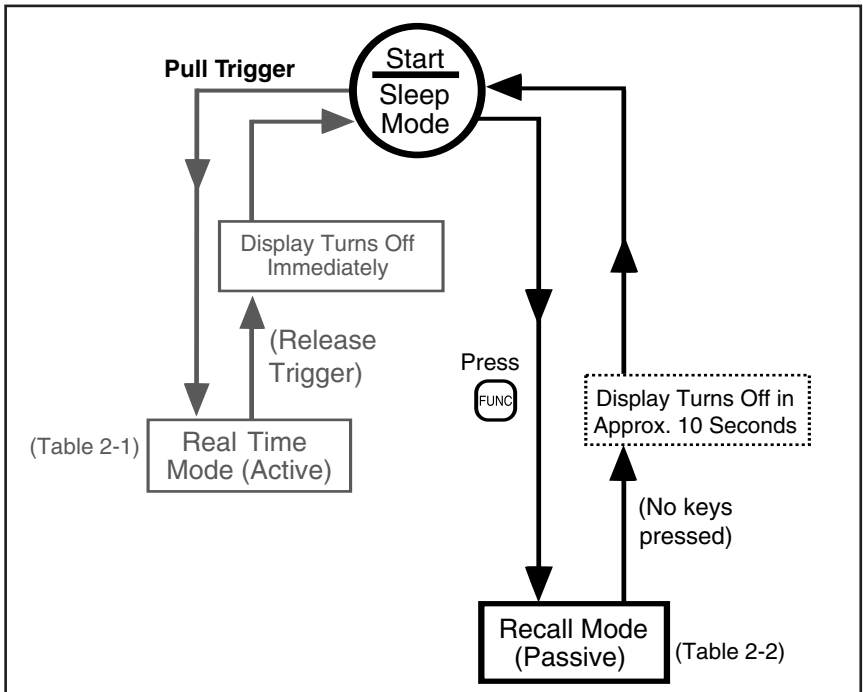 Start
Sleep
Mode
Pull Trigger
Display Turns Off
Immediately
(Release
Trigger)
(Table 2-1)
Real Time
Mode (Active)
Press
FUNC
Display Turns Off in
Approx. 10 Seconds
(No keys
pressed)
Recall Mode
(Passive)
(Table 2-2)